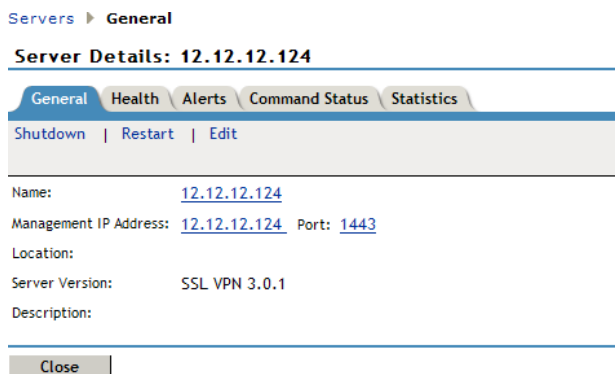 Servers General
Server Details: 12.12.12.124
General Health Alerts Command Status Statistics
Shutdown | Restart | Edit
Name: 12.12.12.124
Management IP Address: 12.12.12.124 Port: 1443
Location:
Server Version: SSL VPN 3.0.1
Description:
Close